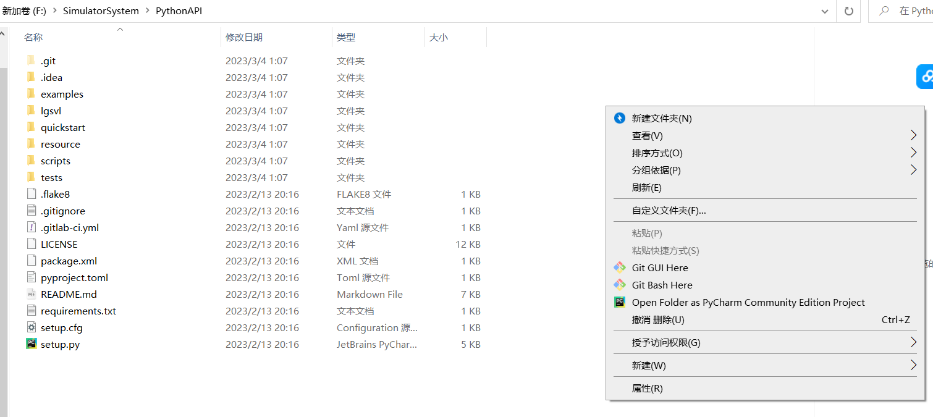 新加卷 (F:) > SimulatorSystem > PythonAPI
在 Pytho
名称 修改日期 类型 大小
.git 2023/3/4 1:07 文件夹
.idea 2023/3/4 1:07 文件夹
examples 2023/3/4 1:07 文件夹
lgsvl 2023/3/4 1:07 文件夹
quickstart 2023/3/4 1:07 文件夹
resource 2023/3/4 1:07 文件夹
scripts 2023/3/4 1:07 文件夹
tests 2023/3/4 1:07 文件夹
.flake8 2023/2/13 20:16 FLAKE8 文件 1 KB
.gitignore 2023/2/13 20:16 文本文档 1 KB
.gitlab-ci.yml 2023/2/13 20:16 Yaml 源文件 1 KB
LICENSE 2023/2/13 20:16 文件 12 KB
package.xml 2023/2/13 20:16 XML 文档 1 KB
pyproject.toml 2023/2/13 20:16 Toml 源文件 1 KB
README.md 2023/2/13 20:16 Markdown File 7 KB
requirements.txt 2023/2/13 20:16 文本文档 1 KB
setup.cfg 2023/2/13 20:16 Configuration 源... 1 KB
setup.py 2023/2/13 20:16 JetBrains PyChar... 5 KB
新建文件夹(N)
查看(V)
排序方式(O)
分组依据(P)
刷新(E)
自定义文件夹(F)...
粘贴(P)
粘贴快捷方式(S)
Git GUI Here
Git Bash Here
Open Folder as PyCharm Community Edition Project
撤消 删除(U) Ctrl+Z
授予访问权限(G)
新建(W)
属性(R)